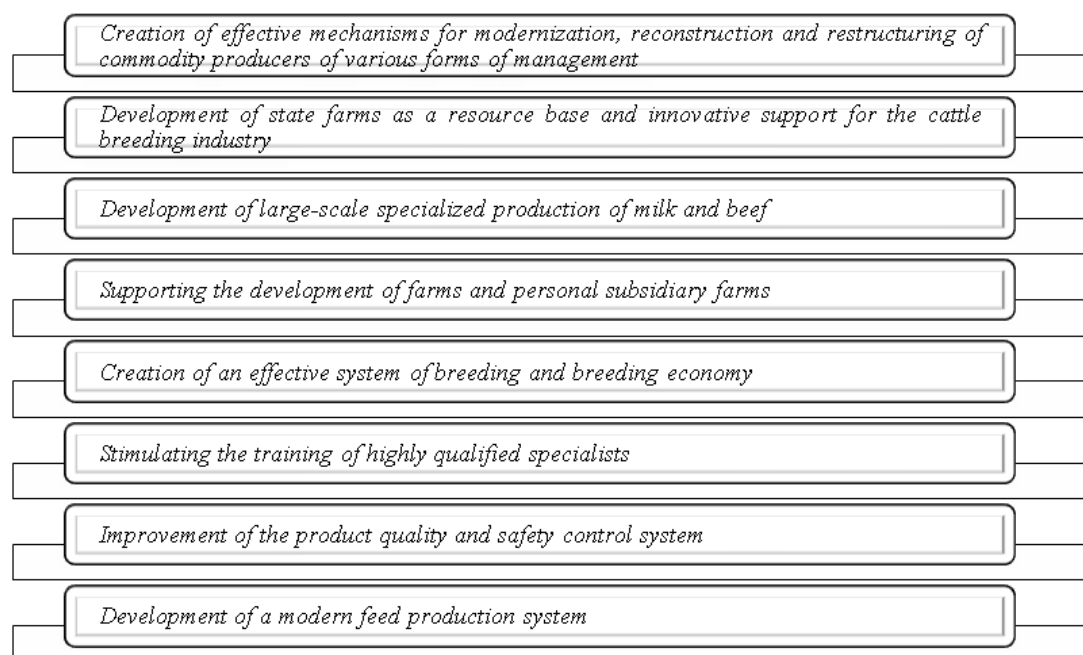 Creation of effective mechanisms for modernization, reconstruction and restructuring of
commodity producers of various forms of management
Development of state farms as a resource base and innovative support for the cattle
breeding industry
Development of large-scale specialized production of milk and beef
Supporting the development of farms and personal subsidiary farms
Creation of an effective system of breeding and breeding economy
Stimulating the training of highly qualified specialists
Improvement of the product quality and safety control system
Development of a modern feed production system